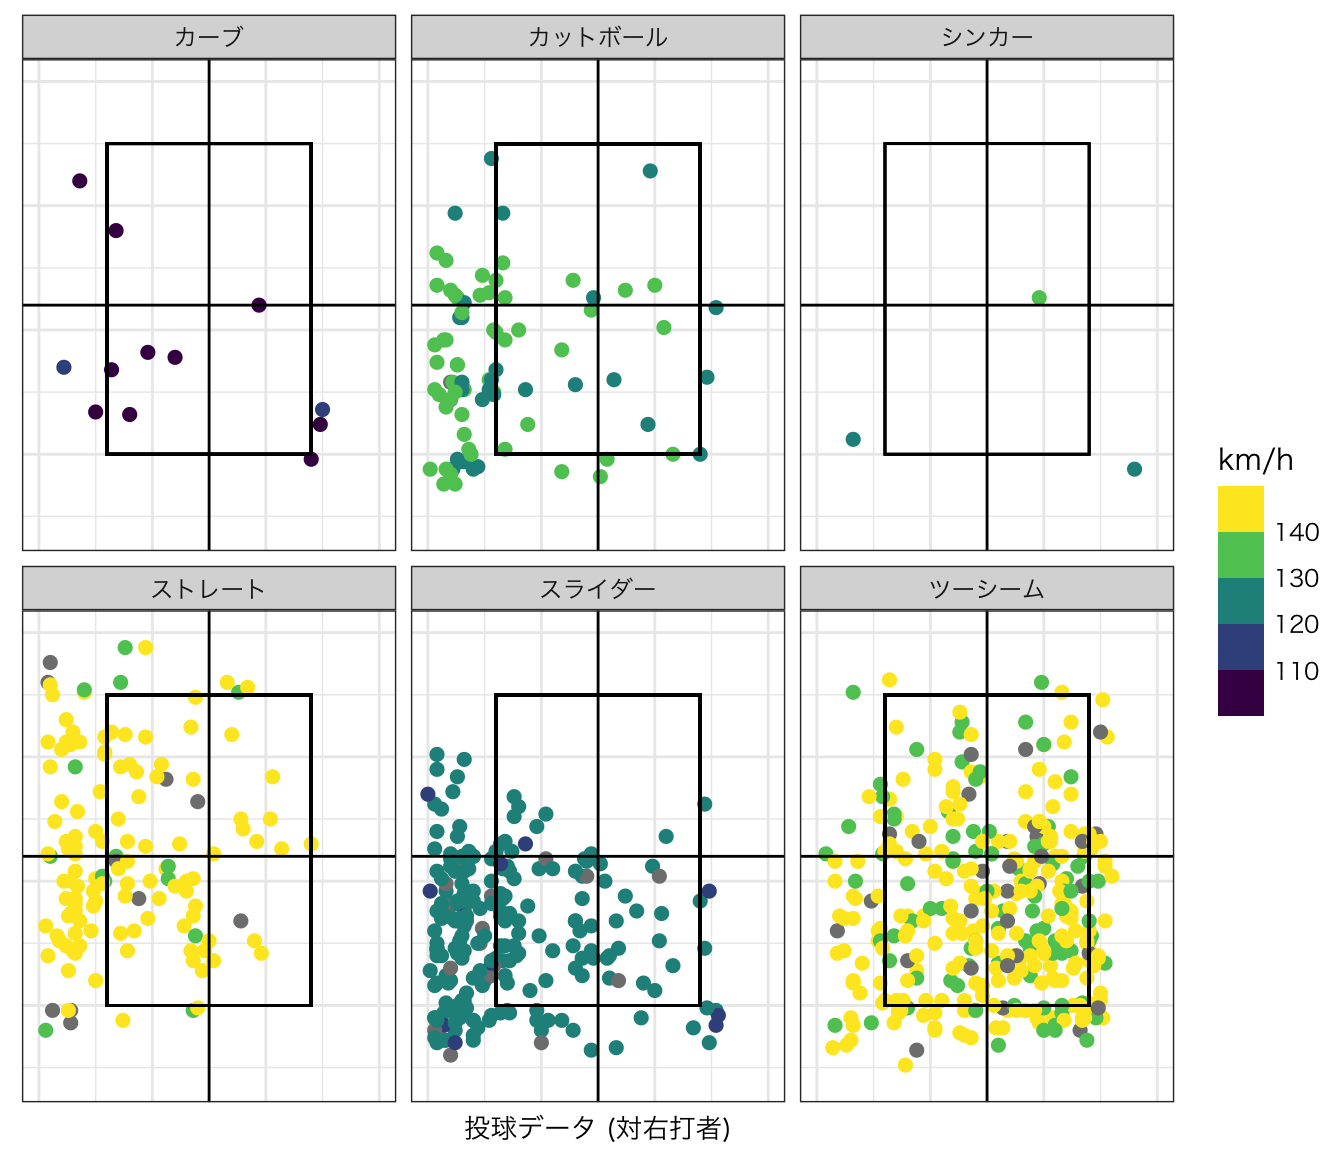 カーブ
カットボール
シンカー
ストレート
スライダー
ツーシーム
km/h
140
130
120
110
投球データ (対右打者)